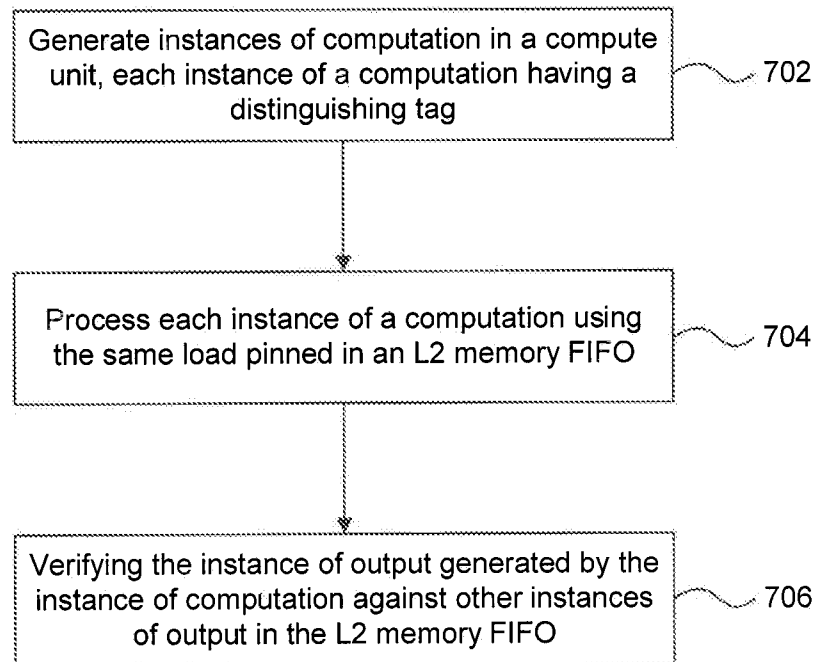 Generate instances of computation in a compute
unit, each instance of a computation having a
distinguishing tag
702
Process each instance of a computation using
the same load pinned in an L2 memory FIFO
704
Verifying the instance of output generated by the
instance of computation against other instances
of output in the L2 memory FIFO
706